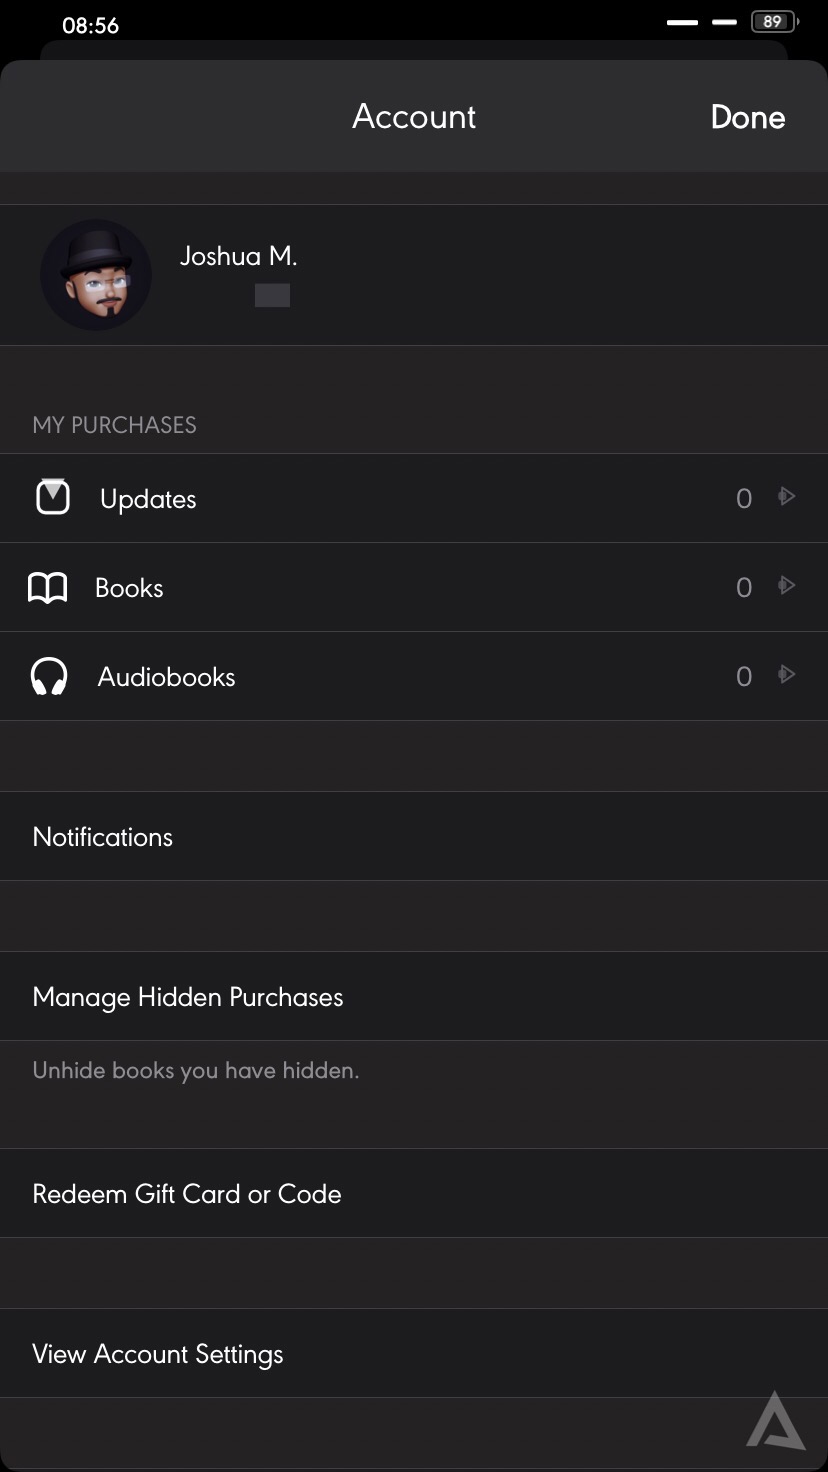 08:56
89
Account
Done
Joshua M.
MY PURCHASES
Updates
0
Books
0
Audiobooks
0
Notifications
Manage Hidden Purchases
Unhide books you have hidden.
Redeem Gift Card or Code
View Account Settings